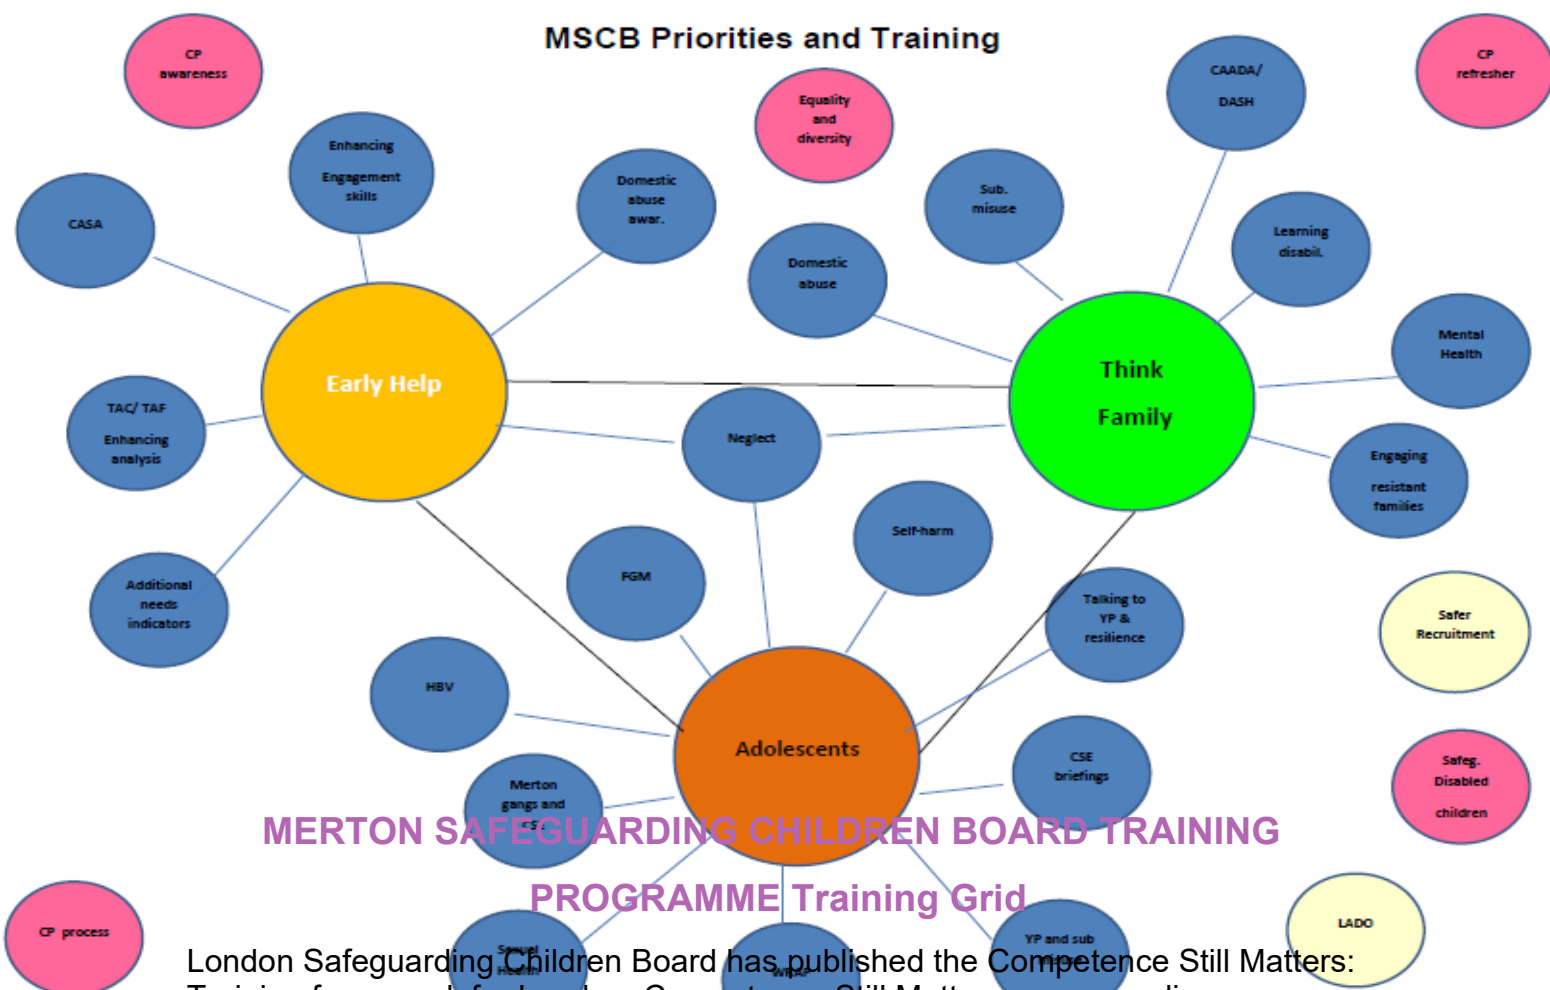 MSCB Priorities and Training
CP
awareness
Enhancing
Engagement
skills
CASA
Domestic
abuse
awar.
Equality
and
diversity
Domestic
abuse
Sub.
misuse
CAADA/
DASH
CP
refresher
Learning
disabil.
Mental
Health
Early Help
Think
Family
TAC/ TAF
Enhancing
analysis
Neglect
Engaging
resistant
families
Self-harm
FGM
Additional
needs
indicators
Talking to
YP &
resilience
Safer
Recruitment
HBV
Adolescents
CSE
briefings
Safeg.
Disabled
children
Merton
gangs and
MERTON SAFEGUARDING CHILDREN BOARD TRAINING
PROGRAMME Training Grid
CP process
Sexual
Health
WRAP
YP and sub
misuse
LADO
London Safeguarding Children Board has published the Competence Still Matters: